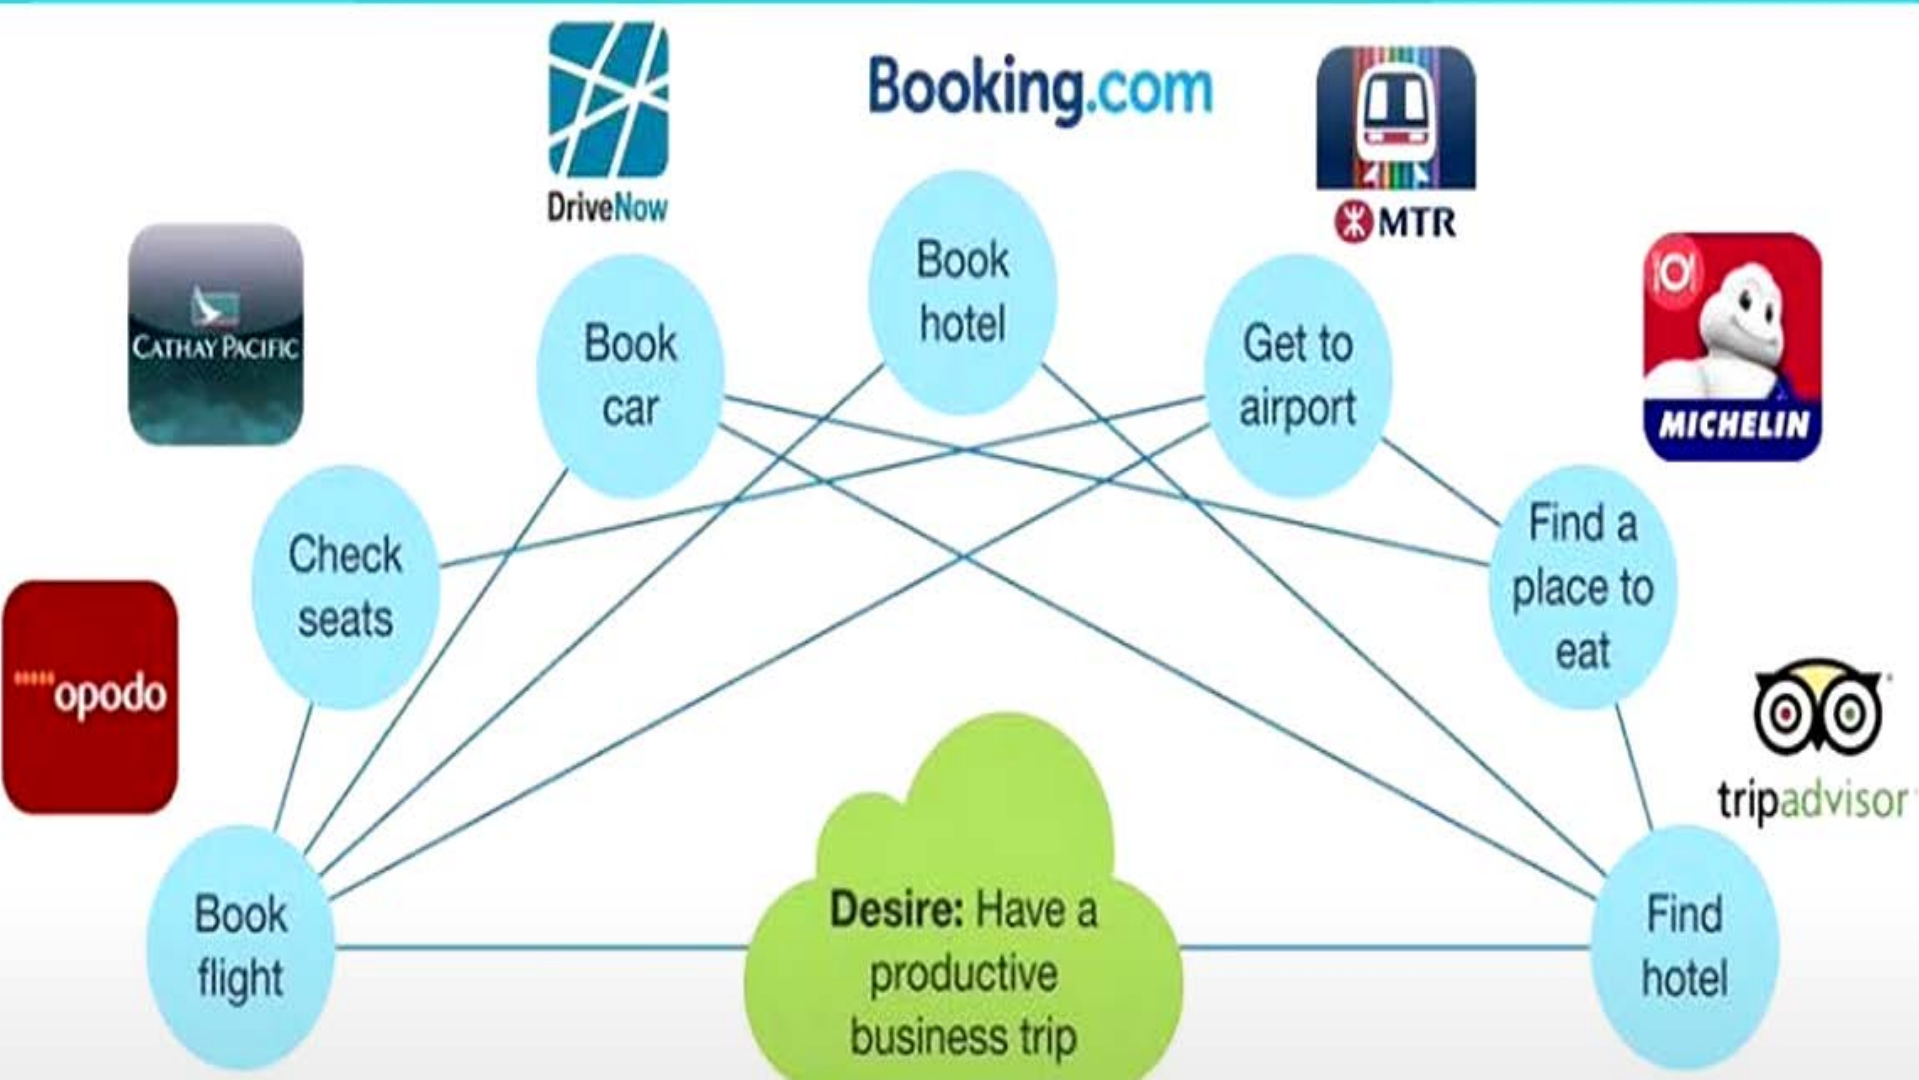 Booking.com
DriveNow
MTR
CATHAY PACIFIC
Book
hotel
Book
car
Get to
airport
MICHELIN
Check
seats
Find a
place to
eat
opodo
tripadvisor
Book
flight
Desire: Have a
productive
business trip
Find
hotel